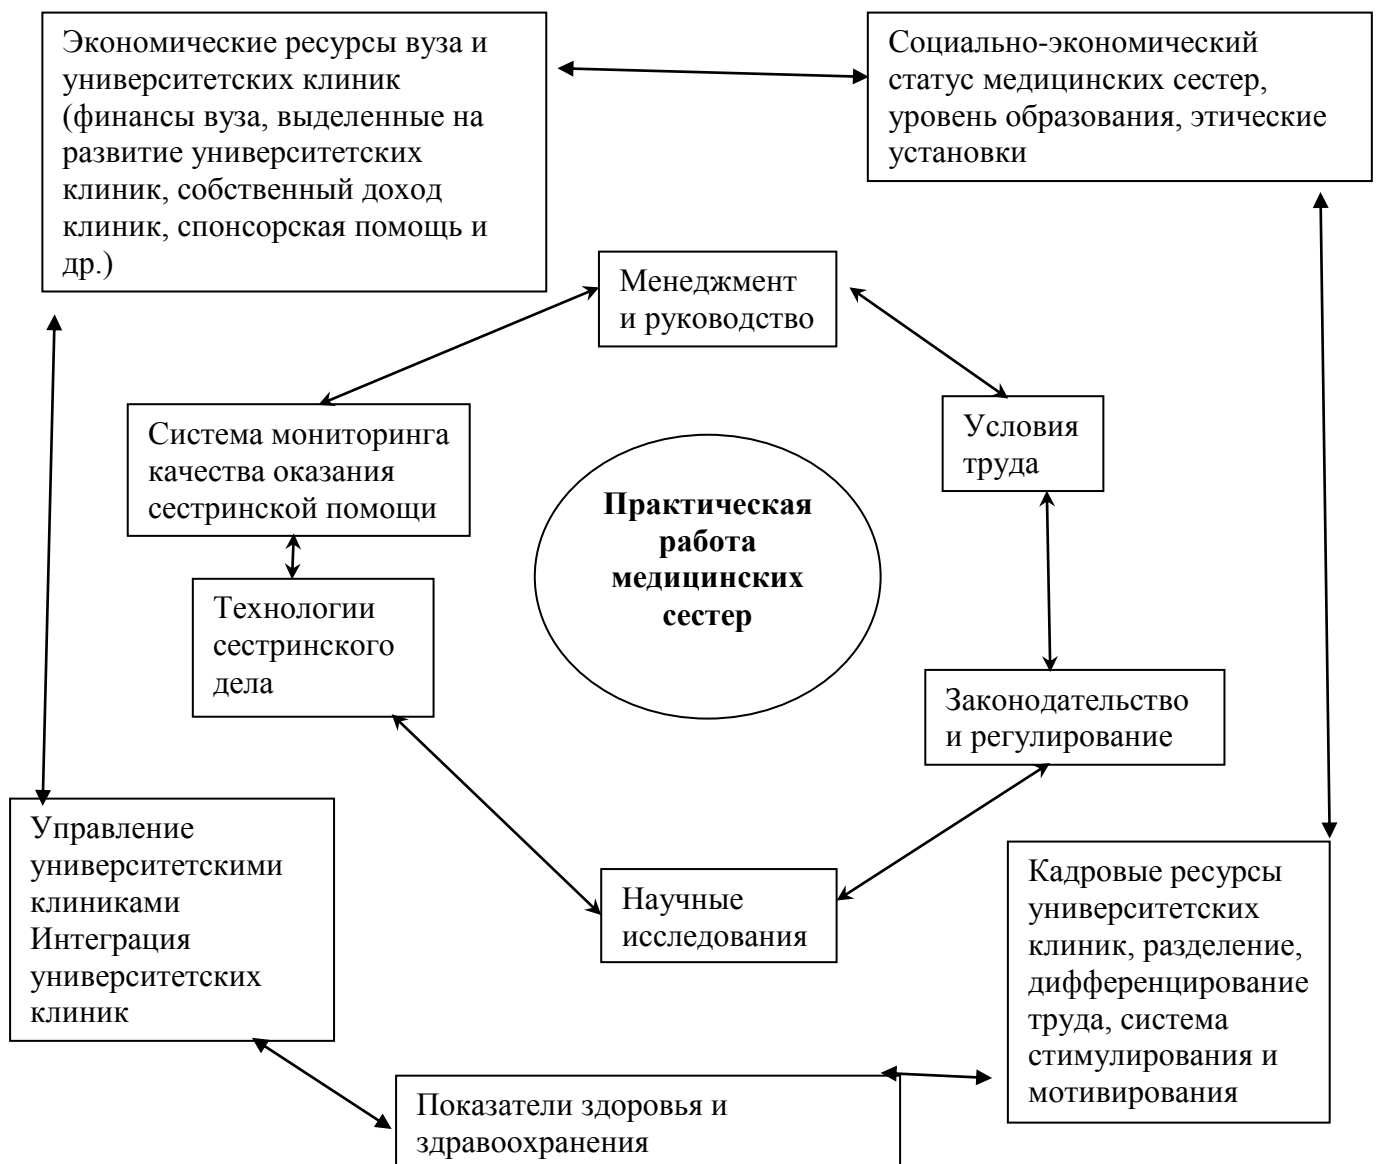 Экономические ресурсы вуза и
университетских клиник
(финансы вуза, выделенные на
развитие университетских
клиник, собственный доход
клиник, спонсорская помощь и
др.)
Социально-экономический
статус медицинских сестер,
уровень образования, этические
установки
Менеджмент
и руководство
Система мониторинга
качества оказания
сестринской помощи
Условия
труда
Практическая
работа
медицинских
сестер
Технологии
сестринского
дела
Законодательство
и регулирование
Управление
университетскими
клиниками
Интеграция
университетских
клиник
Научные
исследования
Кадровые ресурсы
университетских
клиник, разделение,
дифференцирование
труда, система
стимулирования и
мотивирования
Показатели здоровья и
здравоохранения